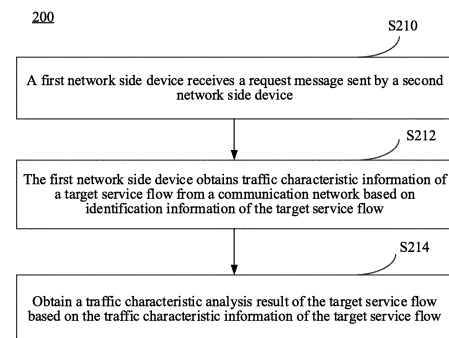 200
S210
A first network side device receives a request message sent by a second
network side device
S212
The first network side device obtains traffic characteristic information of
a target service flow from a communication network based on
identification information of the target service flow
S214
Obtain a traffic characteristic analysis result of the target service flow
based on the traffic characteristic information of the target service flow